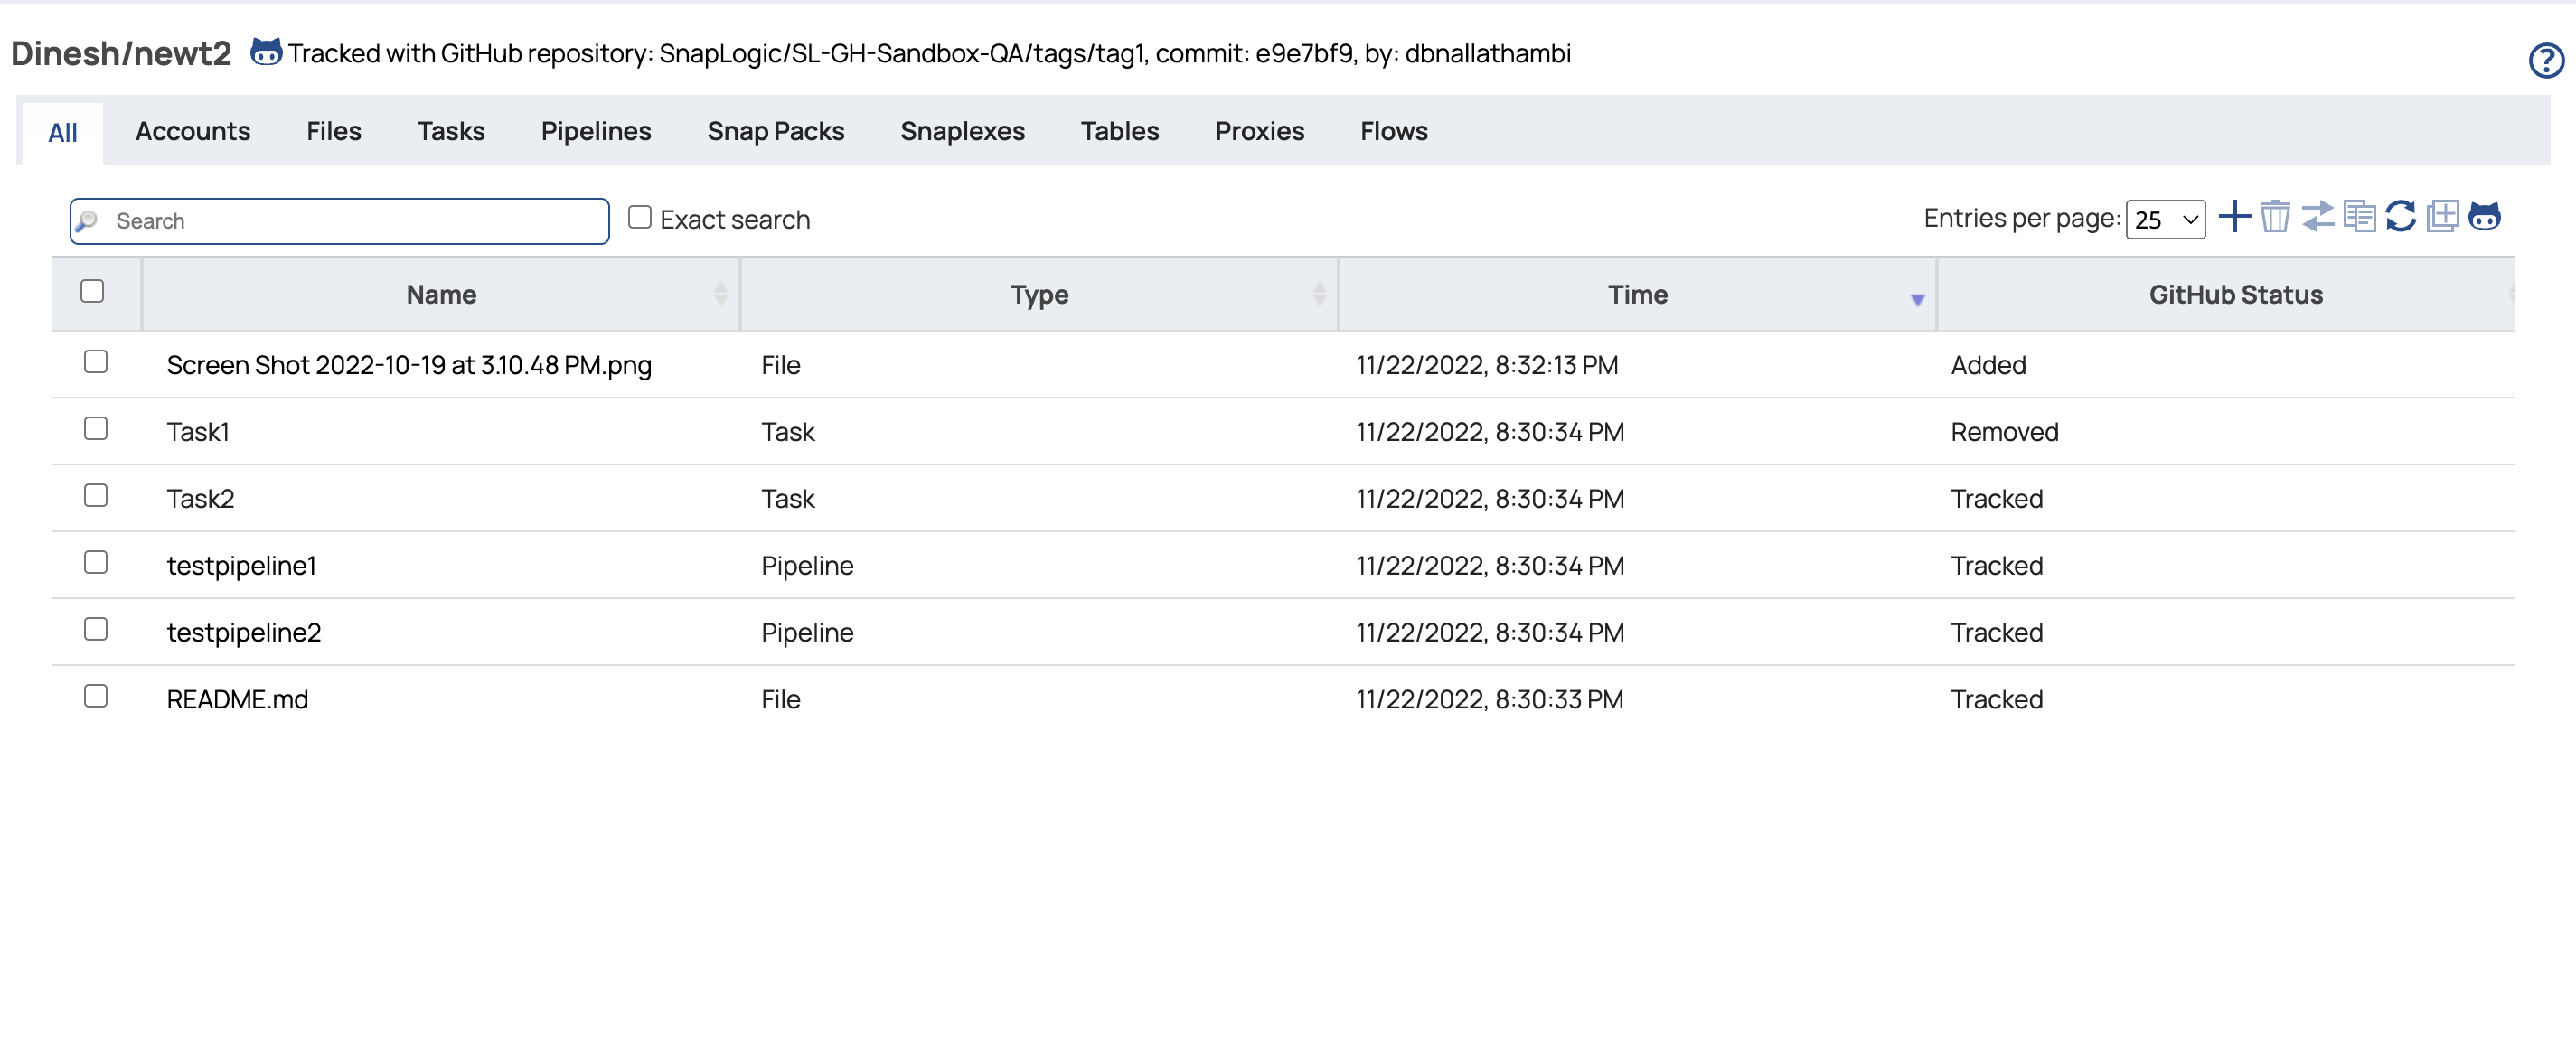 Dinesh/newt2 Tracked with GitHub repository: SnapLogic/SL-GH-Sandbox-QA/tags/tag1, commit: e9e7bf9, by: dbnallathambi ?
All Accounts Files Tasks Pipelines Snap Packs Snaplexes Tables Proxies Flows
Search Exact search Entries per page: 25
Name Type Time GitHub Status
Screen Shot 2022-10-19 at 3.10.48 PM.png File 11/22/2022, 8:32:13 PM Added
Task1 Task 11/22/2022, 8:30:34 PM Removed
Task2 Task 11/22/2022, 8:30:34 PM Tracked
testpipeline1 Pipeline 11/22/2022, 8:30:34 PM Tracked
testpipeline2 Pipeline 11/22/2022, 8:30:34 PM Tracked
README.md File 11/22/2022, 8:30:33 PM Tracked